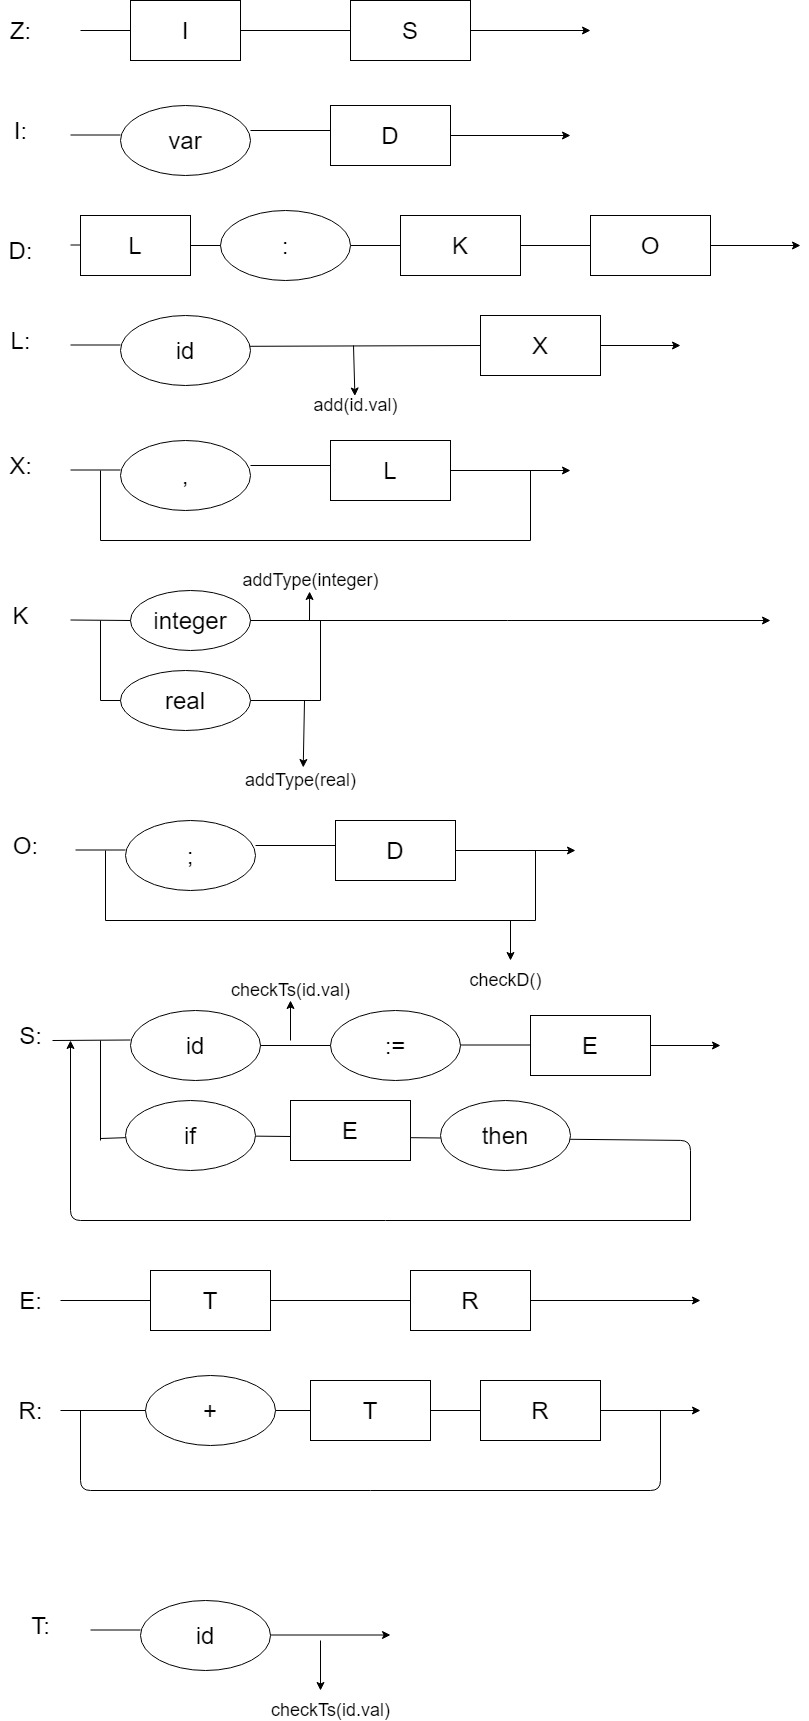 Z: I S
I: var D
D: L : K O
L: id X
add(id.val)
X: , L
addType(integer)
K integer
real
addType(real)
O: ; D
checkD()
checkTs(id.val)
S: id := E
if E then
E: T R
R: + T R
T: id
checkTs(id.val)